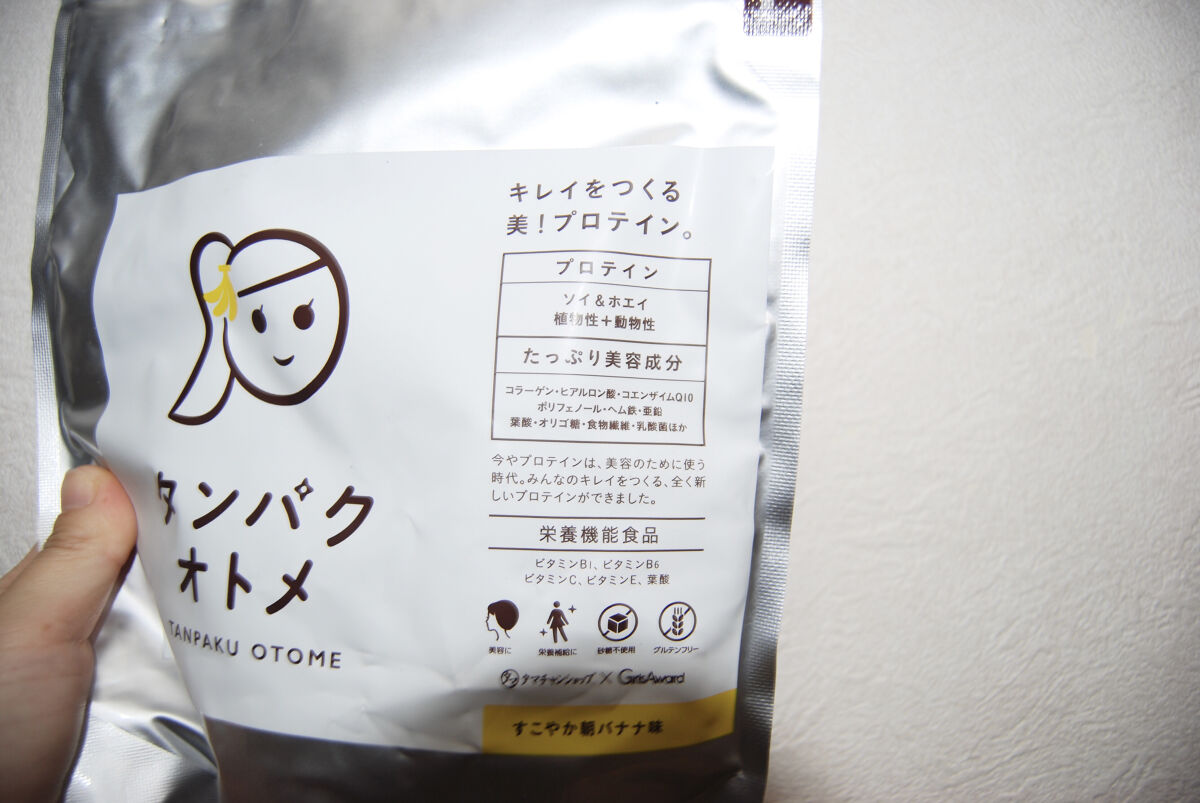 キレイをつくる
美!プロテイン。
プロテイン
ソイ&ホエイ
植物性+動物性
たっぷり美容成分
コラーゲン・ヒアルロン酸・コエンザイムQ10
ポリフェノール・ヘム鉄・亜鉛
葉酸・オリゴ糖・食物繊維・乳酸菌ほか
今やプロテインは、美容のために使う
時代。みんなのキレイをつくる、全く新
しいプロテインができました。
栄養機能食品
ビタミンB1、ビタミンB6
ビタミンC、ビタミンE、葉酸
美容に 栄養補給に 砂糖不使用 グルテンフリー
タマチャンショップ × GirlsAward
すこやか朝バナナ味
タンパク
オトメ
TANPAKU OTOME